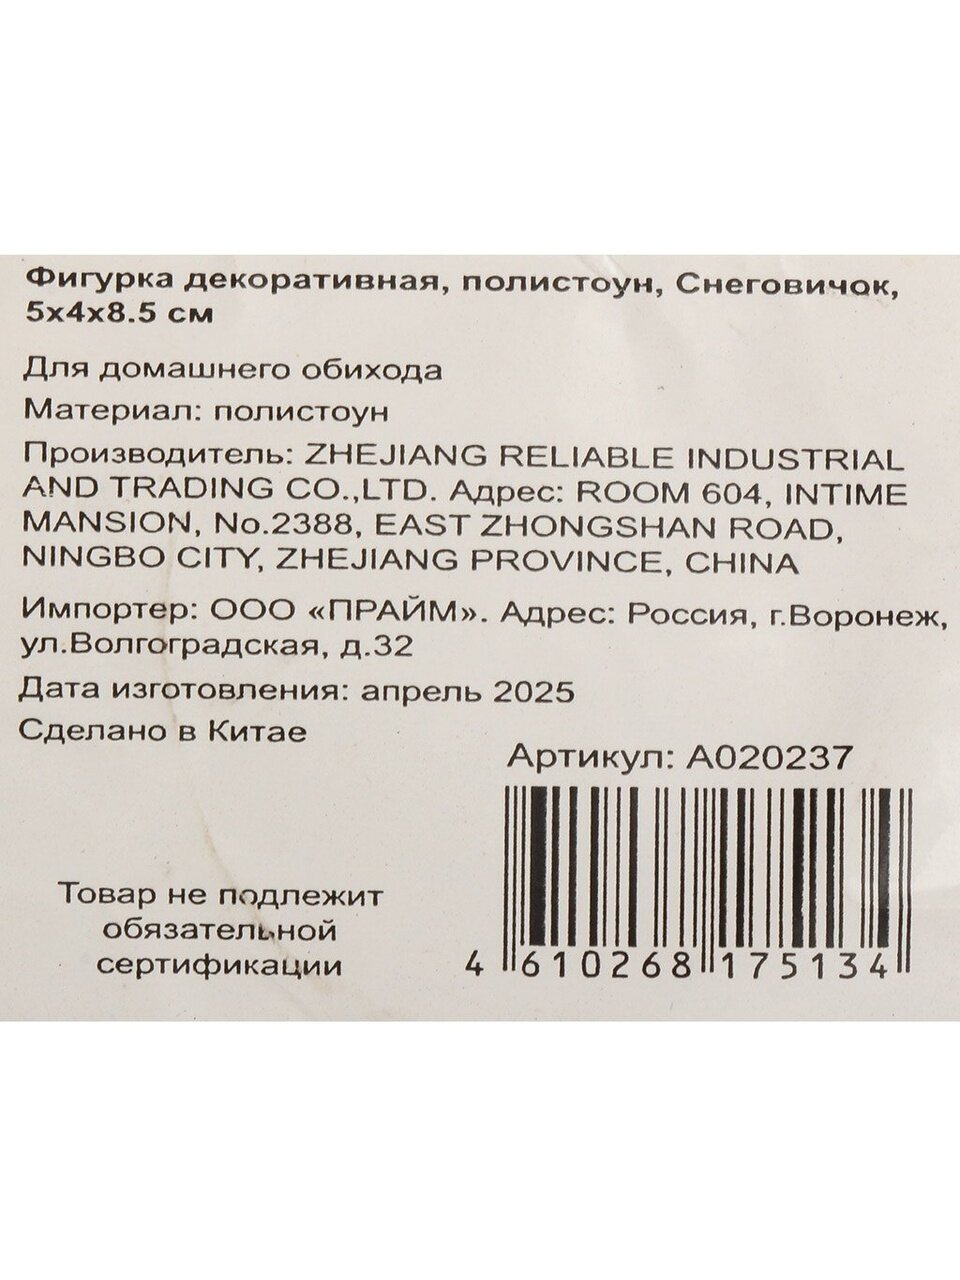 Фигурка декоративная, полистоун, Снеговичок,
5x4x8.5 см
Для домашнего обихода
Материал: полистоун
Производитель: ZHEJIANG RELIABLE INDUSTRIAL
AND TRADING CO.,LTD. Адрес: ROOM 604, INTIME
MANSION, No.2388, EAST ZHONGSHAN ROAD,
NINGBO CITY, ZHEJIANG PROVINCE, CHINA
Импортер: ООО «ПРАЙМ». Адрес: Россия, г.Воронеж,
ул.Волгоградская, д.32
Дата изготовления: апрель 2025
Сделано в Китае
Артикул: A020237
Товар не подлежит
обязательной
сертификации
4 610268 175134